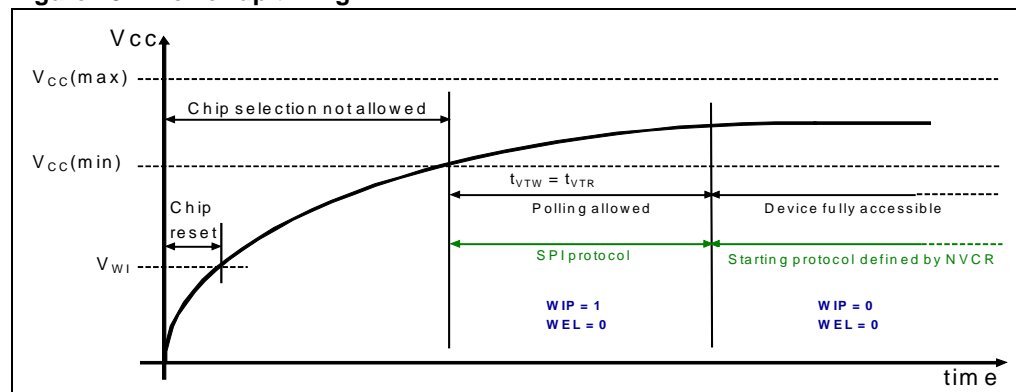 Vcc
VCC(max)
Chip selection not allowed
VCC(min)
tVTW = tVTR
Polling allowed
Device fully accessible
Chip
reset
SPI protocol
Starting protocol defined by NVCR
VWI
WIP = 1
WEL = 0
WIP = 0
WEL = 0
time